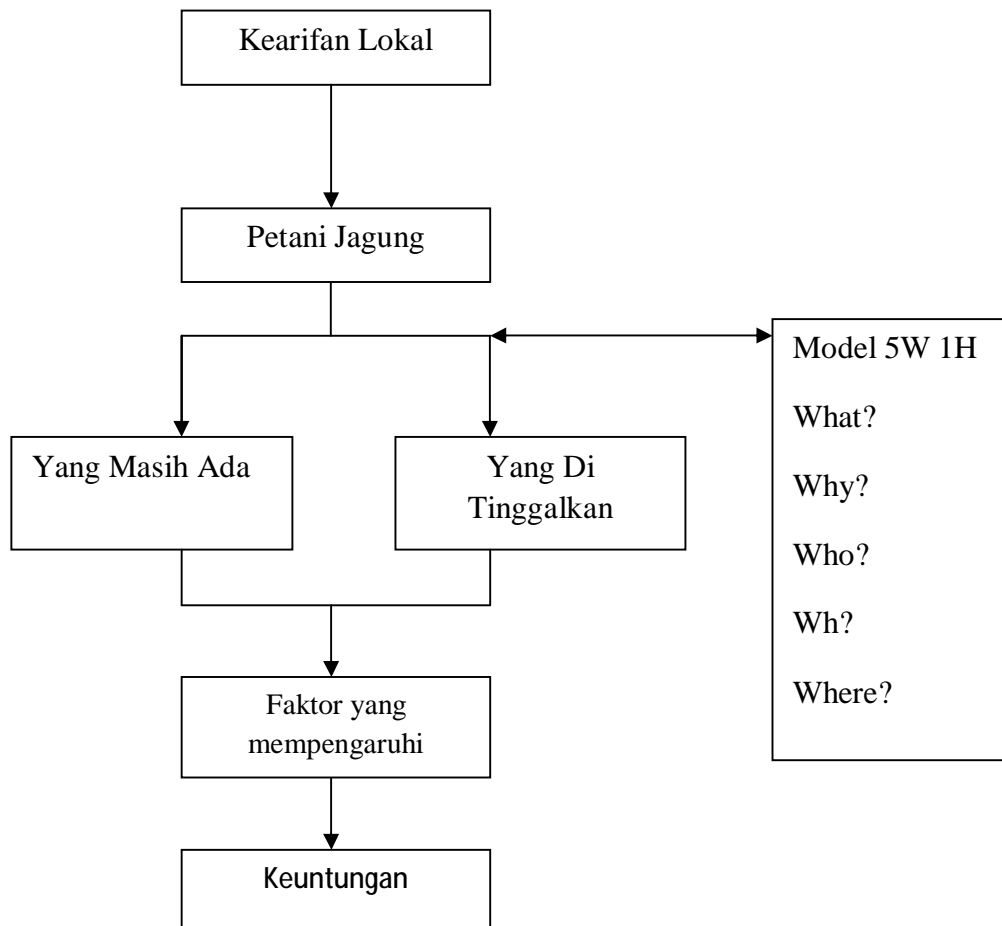 Kearifan Lokal
Petani Jagung
Model 5W 1H
What?
Why?
Who?
Wh?
Where?
Yang Masih Ada
Yang Di
Tinggalkan
Faktor yang
mempengaruhi
Keuntungan